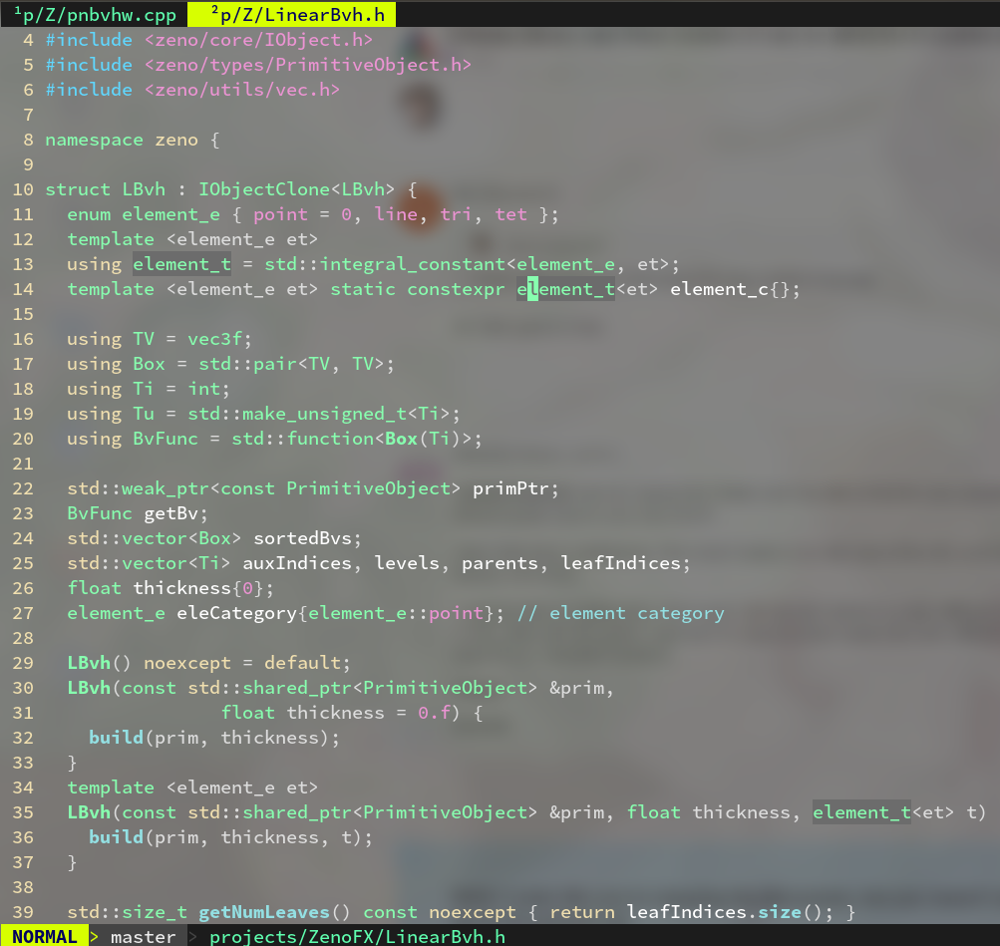 ¹p/Z/pnbvhw.cpp ²p/Z/LinearBvh.h
4 #include <zeno/core/IObject.h>
5 #include <zeno/types/PrimitiveObject.h>
6 #include <zeno/utils/vec.h>
7
8 namespace zeno {
9
10 struct LBvh : IObjectClone<LBvh> {
11   enum element_e { point = 0, line, tri, tet };
12   template <element_e et>
13   using element_t = std::integral_constant<element_e, et>;
14   template <element_e et> static constexpr element_t<et> element_c{};
15
16   using TV = vec3f;
17   using Box = std::pair<TV, TV>;
18   using Ti = int;
19   using Tu = std::make_unsigned_t<Ti>;
20   using BvFunc = std::function<Box(Ti)>;
21
22   std::weak_ptr<const PrimitiveObject> primPtr;
23   BvFunc getBv;
24   std::vector<Box> sortedBvs;
25   std::vector<Ti> auxIndices, levels, parents, leafIndices;
26   float thickness{0};
27   element_e eleCategory{element_e::point}; // element category
28
29   LBvh() noexcept = default;
30   LBvh(const std::shared_ptr<PrimitiveObject> &prim,
31                 float thickness = 0.f) {
32     build(prim, thickness);
33   }
34   template <element_e et>
35   LBvh(const std::shared_ptr<PrimitiveObject> &prim, float thickness, element_t<et> t)
36     build(prim, thickness, t);
37   }
38
39   std::size_t getNumLeaves() const noexcept { return leafIndices.size(); }
NORMAL > master > projects/ZenoFX/LinearBvh.h